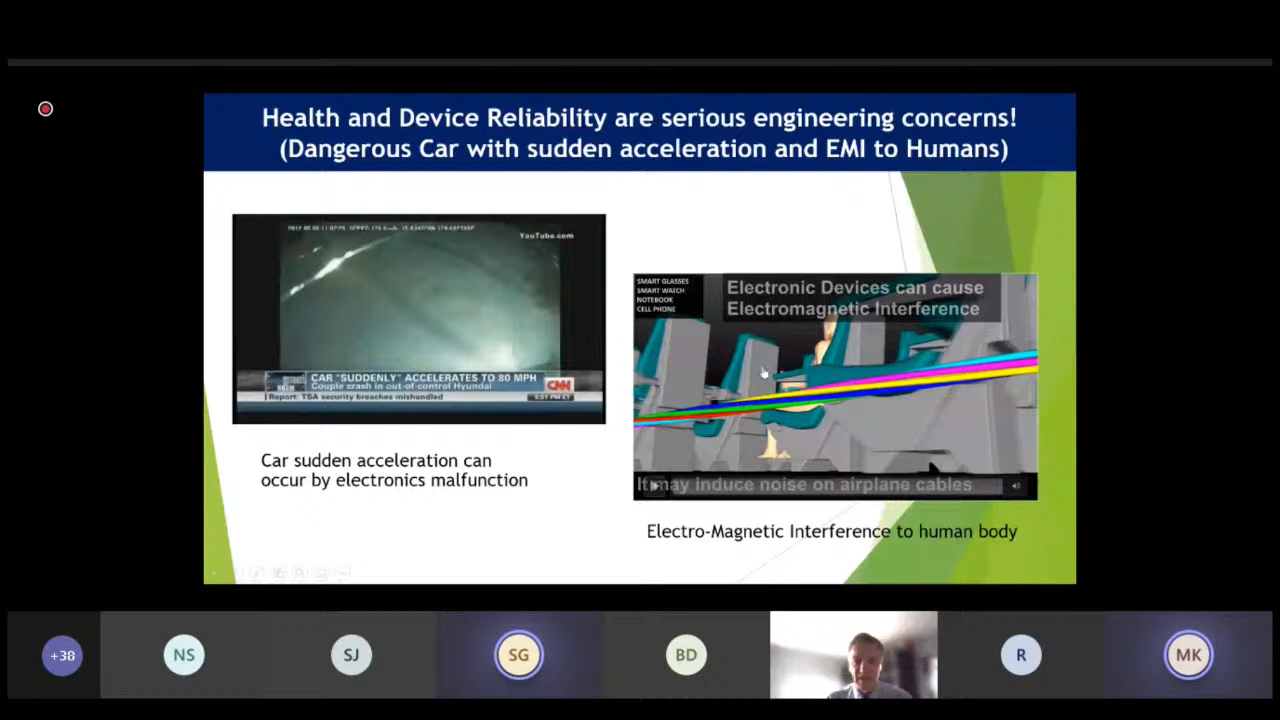 Health and Device Reliability are serious engineering concerns!
(Dangerous Car with sudden acceleration and EMI to Humans)
YouTube.com
CAR "SUDDENLY" ACCELERATES TO 80 MPH
Couple crash in out-of-control Hyundai
CNN
Report: TSA security breaches mishandled
5:51 PM ET
Car sudden acceleration can
occur by electronics malfunction
SMART GLASSES
SMART WATCH
NOTEBOOK
CELL PHONE
Electronic Devices can cause
Electromagnetic Interference
It may induce noise on airplane cables
Electro-Magnetic Interference to human body
+38
NS
SJ
SG
BD
R
MK